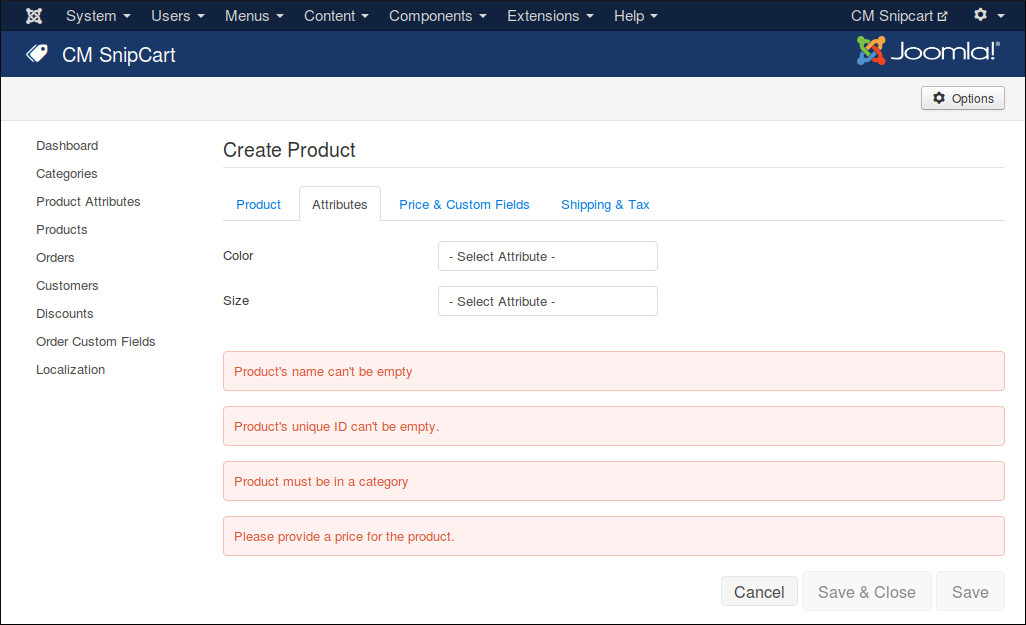 System Users Menus Content Components Extensions Help CM Snipcart
CM SnipCart Joomla!®
Options
Dashboard
Categories
Product Attributes
Products
Orders
Customers
Discounts
Order Custom Fields
Localization
Create Product
Product Attributes Price & Custom Fields Shipping & Tax
Color - Select Attribute -
Size - Select Attribute -
Product's name can't be empty
Product's unique ID can't be empty.
Product must be in a category
Please provide a price for the product.
Cancel Save & Close Save